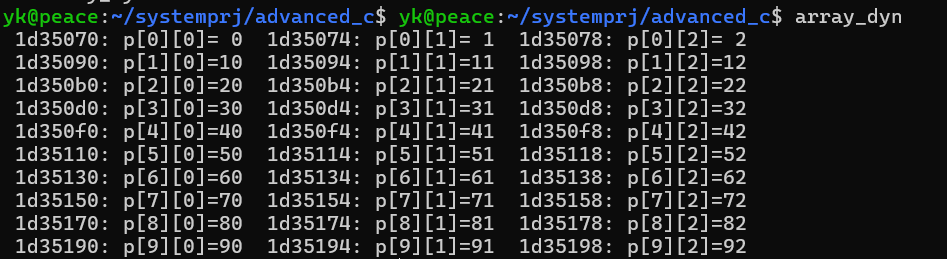 yk@peace:~/systemprj/advanced_c$ yk@peace:~/systemprj/advanced_c$ array_dyn
1d35070: p[0][0]= 0  1d35074: p[0][1]= 1  1d35078: p[0][2]= 2
1d35090: p[1][0]=10  1d35094: p[1][1]=11  1d35098: p[1][2]=12
1d350b0: p[2][0]=20  1d350b4: p[2][1]=21  1d350b8: p[2][2]=22
1d350d0: p[3][0]=30  1d350d4: p[3][1]=31  1d350d8: p[3][2]=32
1d350f0: p[4][0]=40  1d350f4: p[4][1]=41  1d350f8: p[4][2]=42
1d35110: p[5][0]=50  1d35114: p[5][1]=51  1d35118: p[5][2]=52
1d35130: p[6][0]=60  1d35134: p[6][1]=61  1d35138: p[6][2]=62
1d35150: p[7][0]=70  1d35154: p[7][1]=71  1d35158: p[7][2]=72
1d35170: p[8][0]=80  1d35174: p[8][1]=81  1d35178: p[8][2]=82
1d35190: p[9][0]=90  1d35194: p[9][1]=91  1d35198: p[9][2]=92